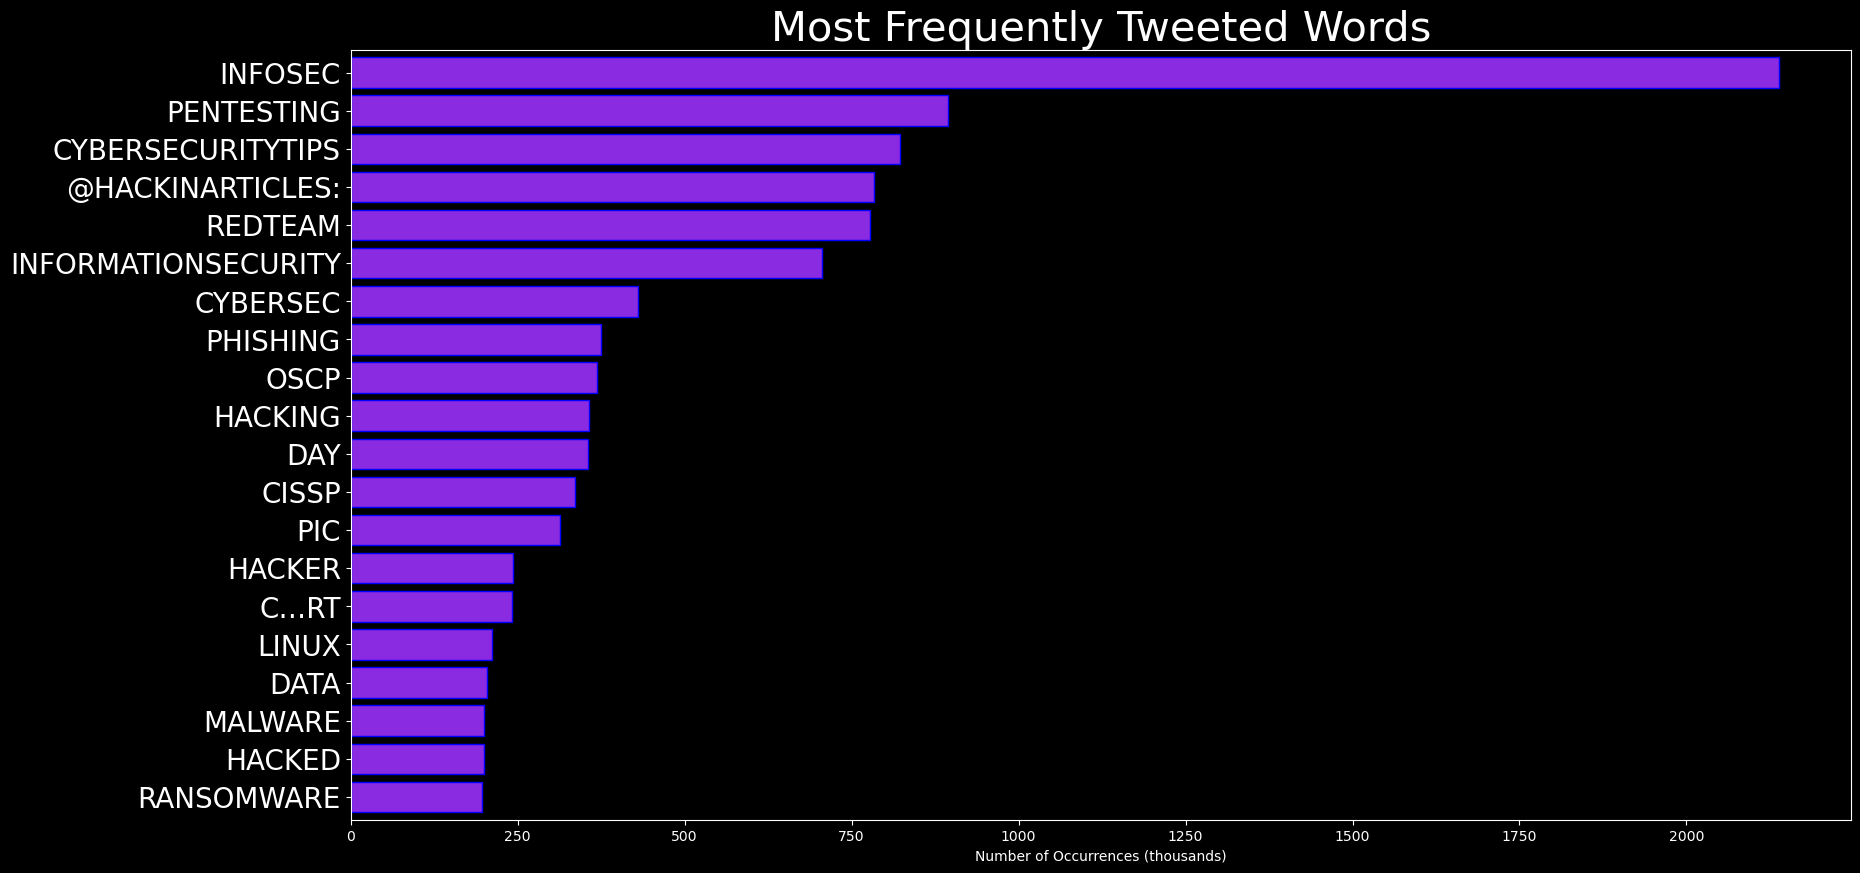 Most Frequently Tweeted Words
INFOSEC
PENTESTING
CYBERSECURITYTIPS
@HACKINARTICLES:
REDTEAM
INFORMATIONSECURITY
CYBERSEC
PHISHING
OSCP
HACKING
DAY
CISSP
PIC
HACKER
C…RT
LINUX
DATA
MALWARE
HACKED
RANSOMWARE
0 250 500 750 1000 1250 1500 1750 2000
Number of Occurrences (thousands)